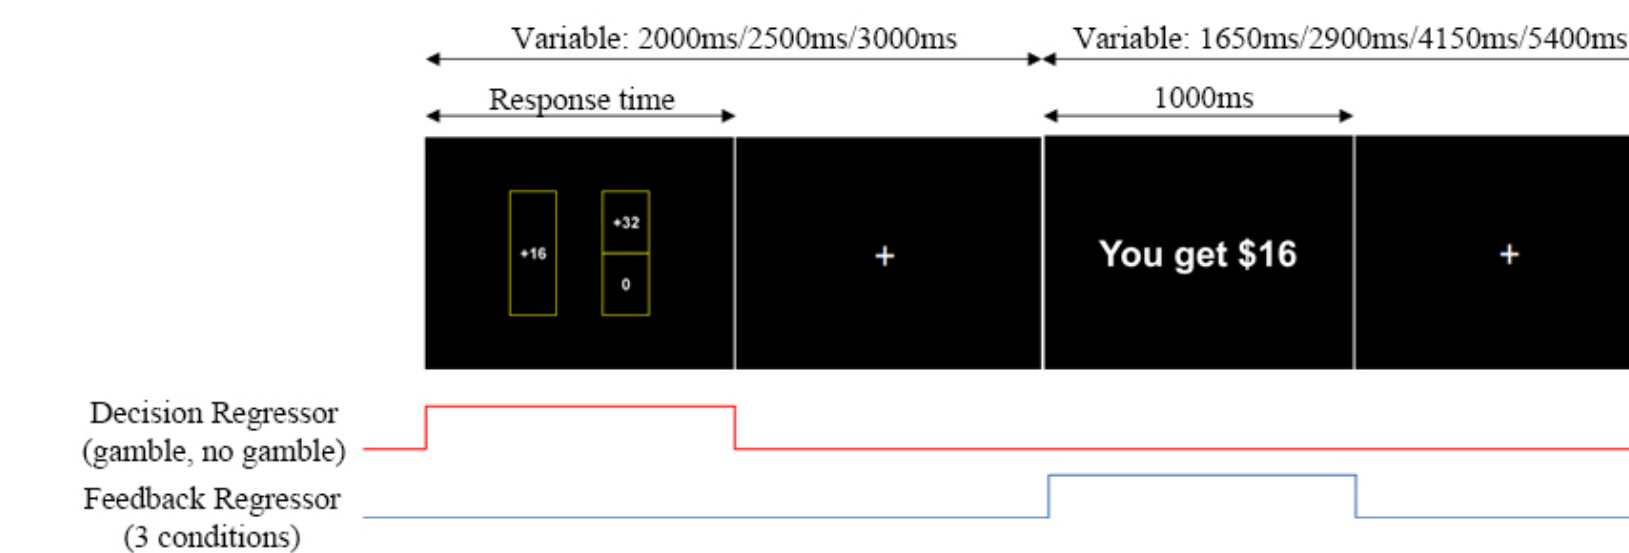 Variable: 2000ms/2500ms/3000ms
Variable: 1650ms/2900ms/4150ms/5400ms
Response time
1000ms
+16
+32
0
+
You get $16
+
Decision Regressor
(gamble, no gamble)
Feedback Regressor
(3 conditions)